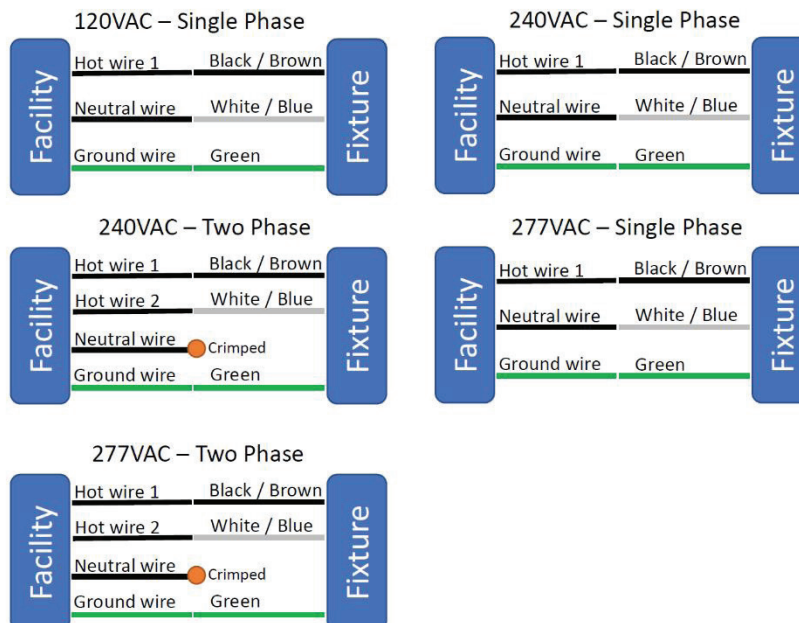 120VAC – Single Phase
Facility
Hot wire 1 Black / Brown
Neutral wire White / Blue
Ground wire Green
Fixture
240VAC – Single Phase
Facility
Hot wire 1 Black / Brown
Neutral wire White / Blue
Ground wire Green
Fixture
240VAC – Two Phase
Facility
Hot wire 1 Black / Brown
Hot wire 2 White / Blue
Neutral wire Crimped
Ground wire Green
Fixture
277VAC – Single Phase
Facility
Hot wire 1 Black / Brown
Neutral wire White / Blue
Ground wire Green
Fixture
277VAC – Two Phase
Facility
Hot wire 1 Black / Brown
Hot wire 2 White / Blue
Neutral wire Crimped
Ground wire Green
Fixture